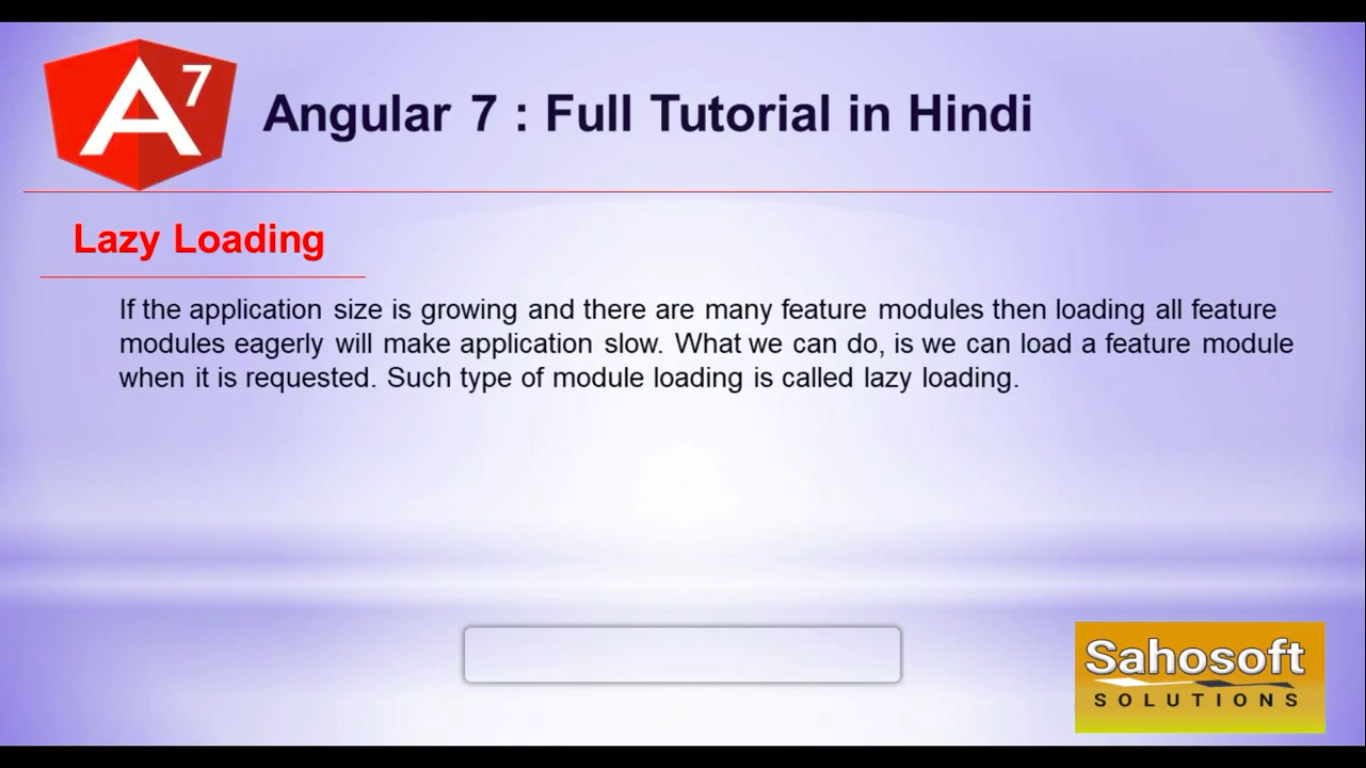 A7
Angular 7 : Full Tutorial in Hindi
Lazy Loading
If the application size is growing and there are many feature modules then loading all feature
modules eagerly will make application slow. What we can do, is we can load a feature module
when it is requested. Such type of module loading is called lazy loading.
Sahosoft
SOLUTIONS